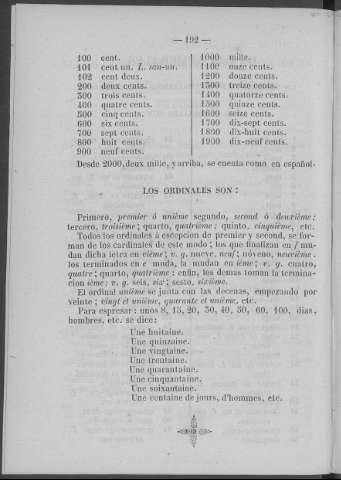 — 192 —
100 cent.
101 cent un. L. san-un.
102 cent deux.
200 deux cents.
300 trois cents.
400 quatre cents.
500 cinq cents.
600 six cents.
700 sept cents.
800 huit cents.
900 neuf cents.
1000 mille.
1100 onze cents.
1200 douze cents.
1300 treize cents.
1400 quatorze cents.
1500 quinze cents.
1600 seize cents.
1700 dix-sept cents.
1800 dix-huit cents.
1900 dix-neuf cents.
Desde 2000, deux mille, y arriba, se cuenta como en español.
LOS ORDINALES SON:
Primero, premier ó unième segundo, second ó deuxième:
tercero, troisième; quarto, quatrième: quinto, cinquième, etc.
Todos los ordinales à escepcion de premier y second, se for-
man de los cardinales de este modo; los que finalizan en f mu-
dan dicha letra en vième; v. g. nueve, neuf; nóveno, neuvième.
los terminados en e muda, la mudan en ième; v. g. cuatro,
quatre; quarto, quatrième: enfin, los demas toman la termina-
cion ième; v. g. seis, six; sesto, sixième.
El ordinal unième se junta con las decenas, empezando por
veinte; vingt et unième, quarante et unième, etc.
Para espresar: unos 8, 15, 20, 30, 40, 50, 60, 100, dias,
hombres, etc. se dice:
Une huitaine.
Une quinzaine.
Une vingtaine.
Une trentaine.
Une quarantaine.
Une cinquantaine.
Une soixantaine.
Une centaine de jours, d'hommes, etc.